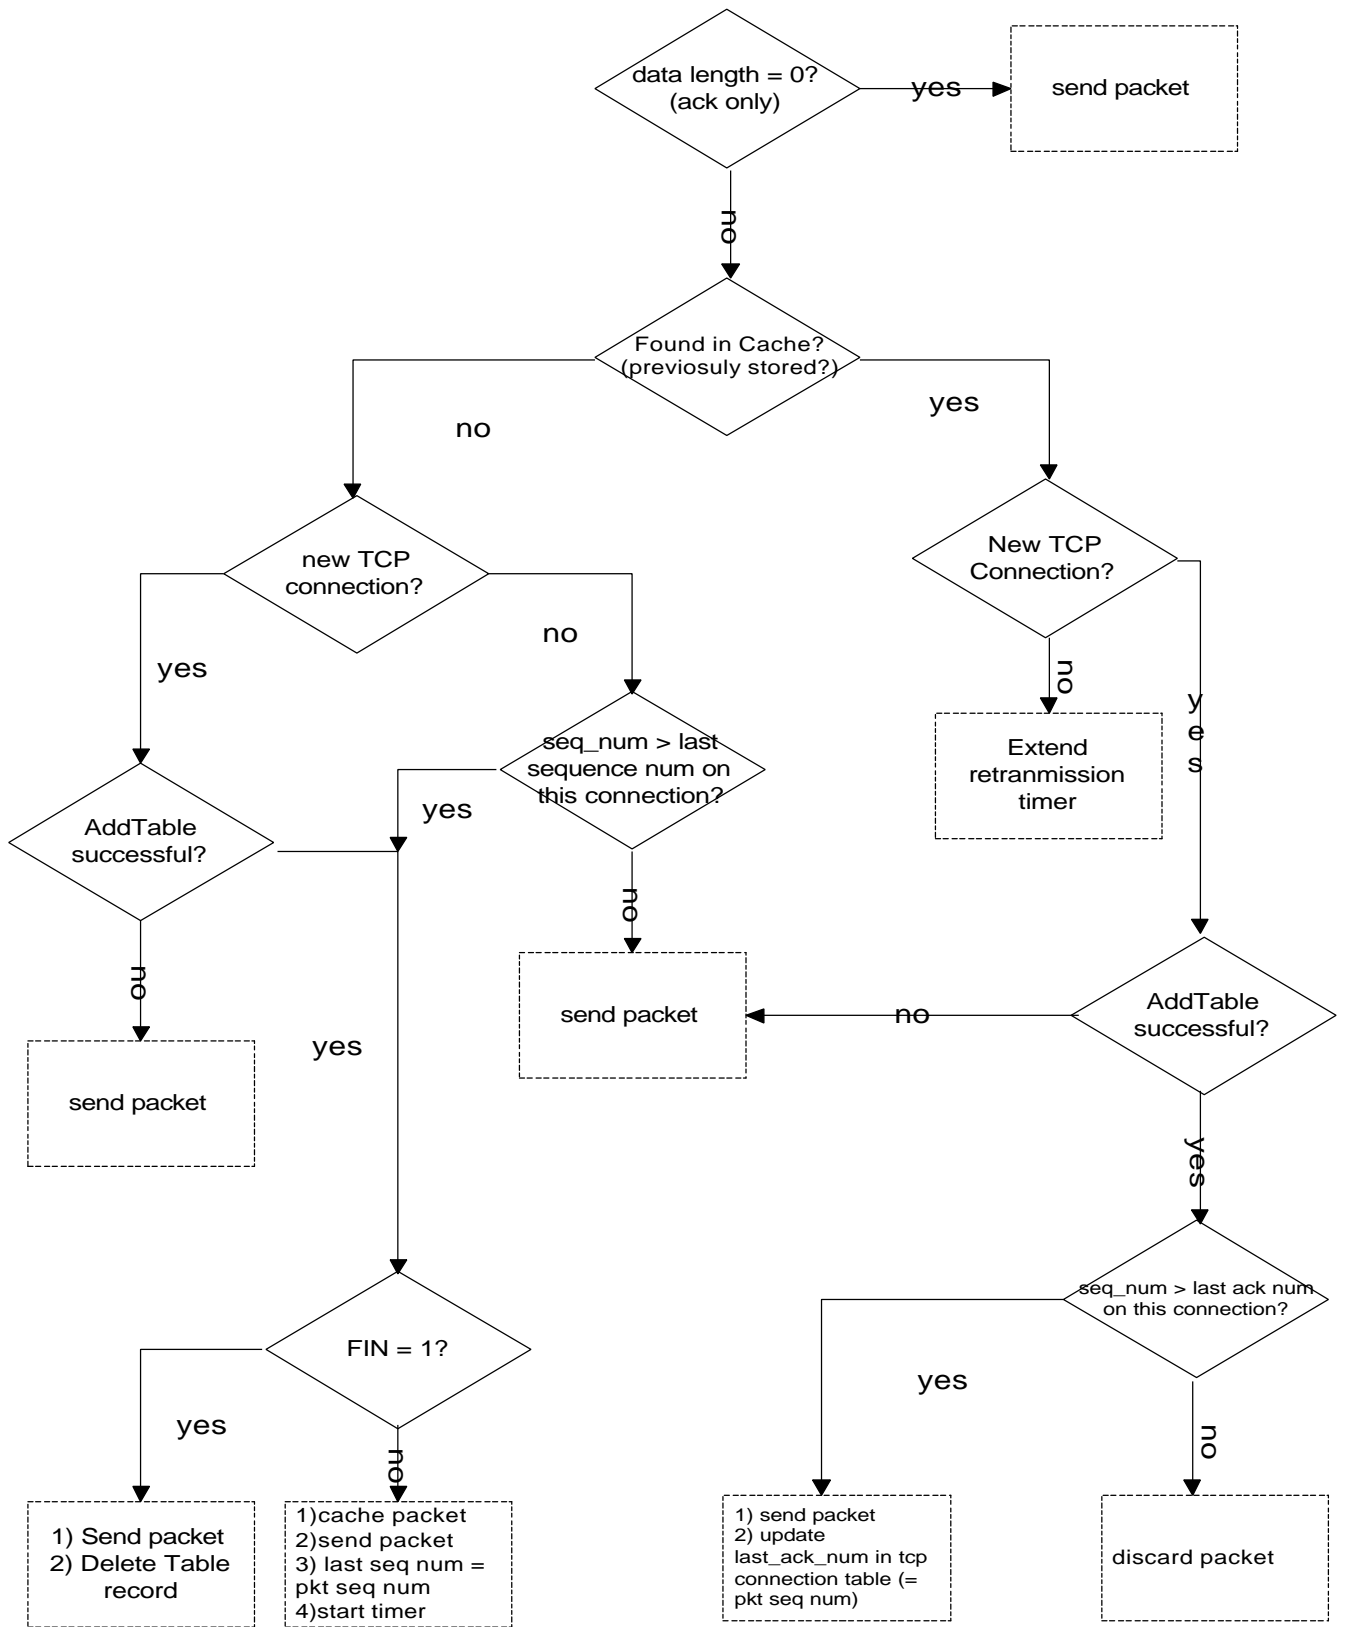 data length = 0?
(ack only)
yes
send packet
no
Found in Cache?
(previosuly stored?)
no
yes
new TCP
connection?
New TCP
Connection?
yes
no
no
yes
seq_num > last
sequence num on
this connection?
Extend
retranmission
timer
yes
AddTable
successful?
no
no
send packet
AddTable
successful?
no
send packet
yes
yes
seq_num > last ack num
on this connection?
FIN = 1?
yes
no
yes
no
1) Send packet
2) Delete Table
record
1)cache packet
2)send packet
3) last seq num =
pkt seq num
4)start timer
1) send packet
2) update
last_ack_num in tcp
connection table (=
pkt seq num)
discard packet